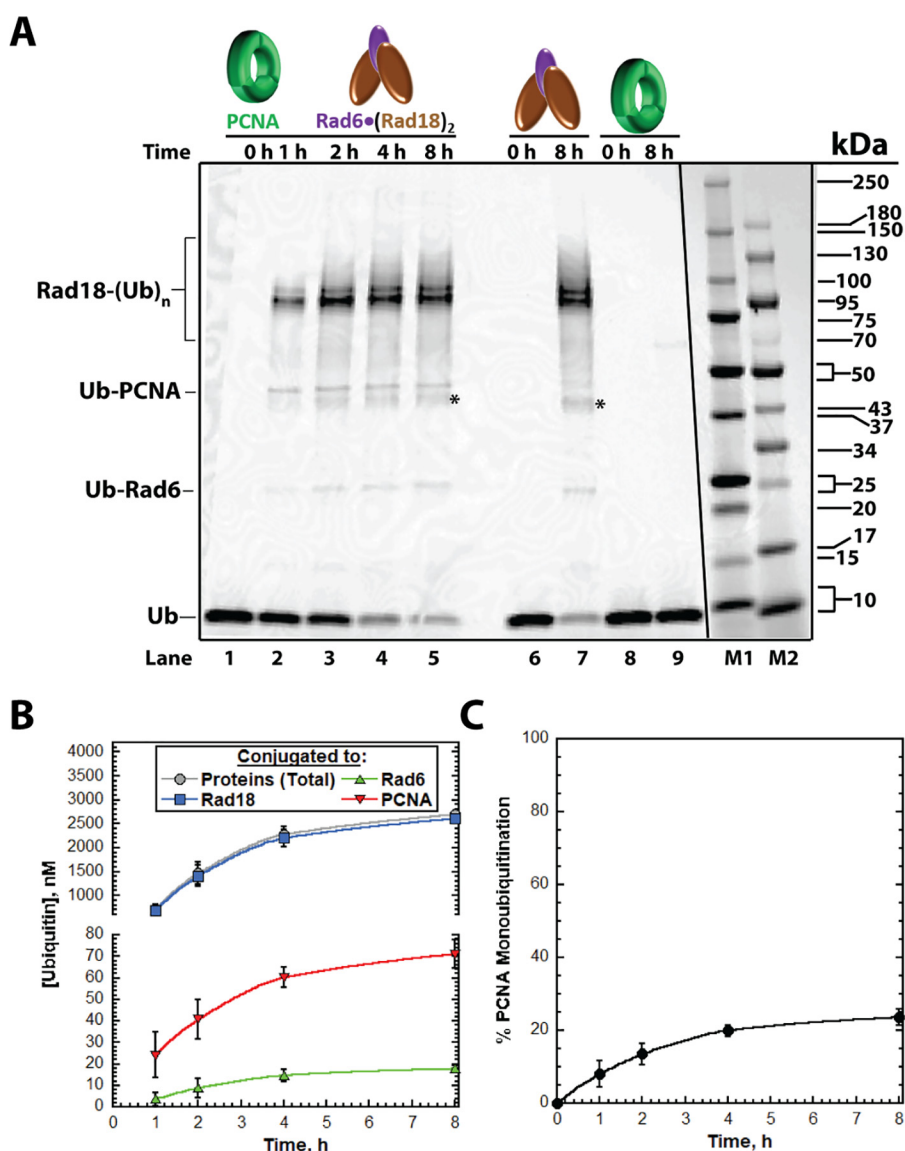 A
PCNA Rad6•(Rad18)2
Time 0 h 1 h 2 h 4 h 8 h 0 h 8 h 0 h 8 h kDa
250
180
150
130
Rad18-(Ub)n
100
95
75
70
Ub-PCNA
50
* *
43
37
34
Ub-Rad6
25
20
17
15
10
Ub
Lane 1 2 3 4 5 6 7 8 9 M1 M2
B
[Ubiquitin], nM
4000
3500
3000
2500
2000
1500
1000
80
70
60
50
40
30
20
10
0
Conjugated to:
Proteins (Total) Rad6
Rad18 PCNA
0 1 2 3 4 5 6 7 8
Time, h
C
% PCNA Monoubiquitination
100
80
60
40
20
0
0 1 2 3 4 5 6 7 8
Time, h